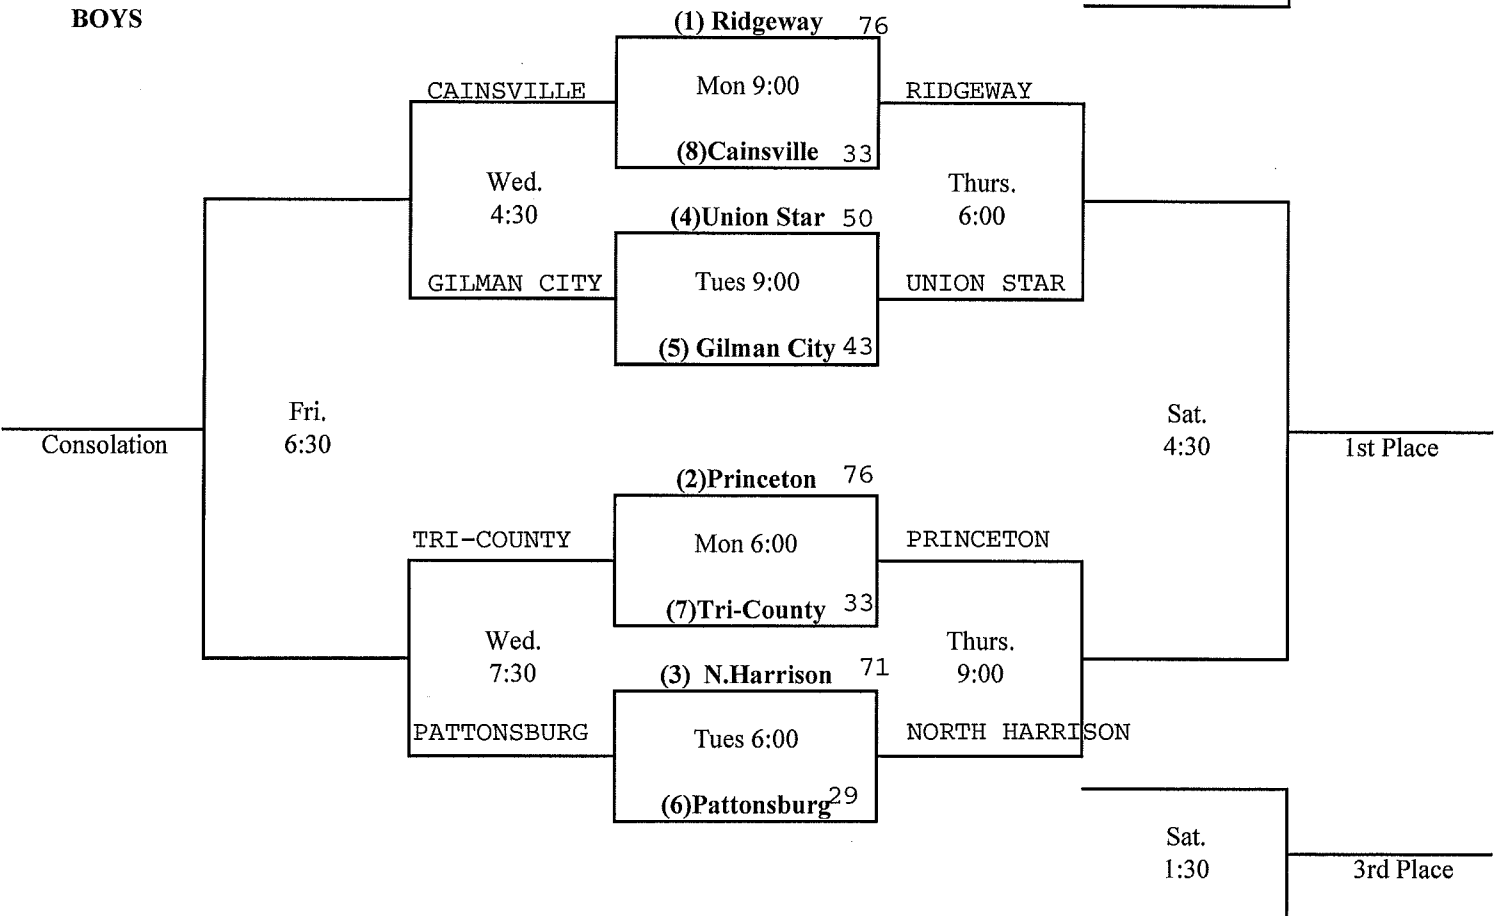 BOYS
(1) Ridgeway 76
CAINSVILLE
Mon 9:00
RIDGEWAY
(8)Cainsville 33
Wed.
4:30
Thurs.
6:00
(4)Union Star 50
GILMAN CITY
Tues 9:00
UNION STAR
(5) Gilman City 43
Fri.
6:30
Consolation
Sat.
4:30
1st Place
(2)Princeton 76
TRI-COUNTY
Mon 6:00
PRINCETON
(7)Tri-County 33
Wed.
7:30
Thurs.
9:00
(3) N.Harrison 71
PATTONSBURG
Tues 6:00
NORTH HARRISON
(6)Pattonsburg 29
Sat.
1:30
3rd Place